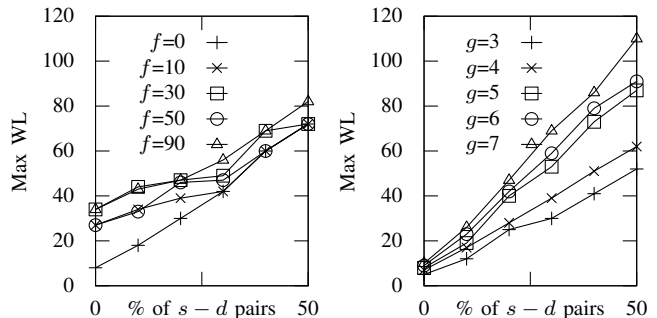 120
100
80
60
40
20
0
Max WL
f=0
f=10
f=30
f=50
f=90
0 % of s − d pairs 50
120
100
80
60
40
20
0
Max WL
g=3
g=4
g=5
g=6
g=7
0 % of s − d pairs 50